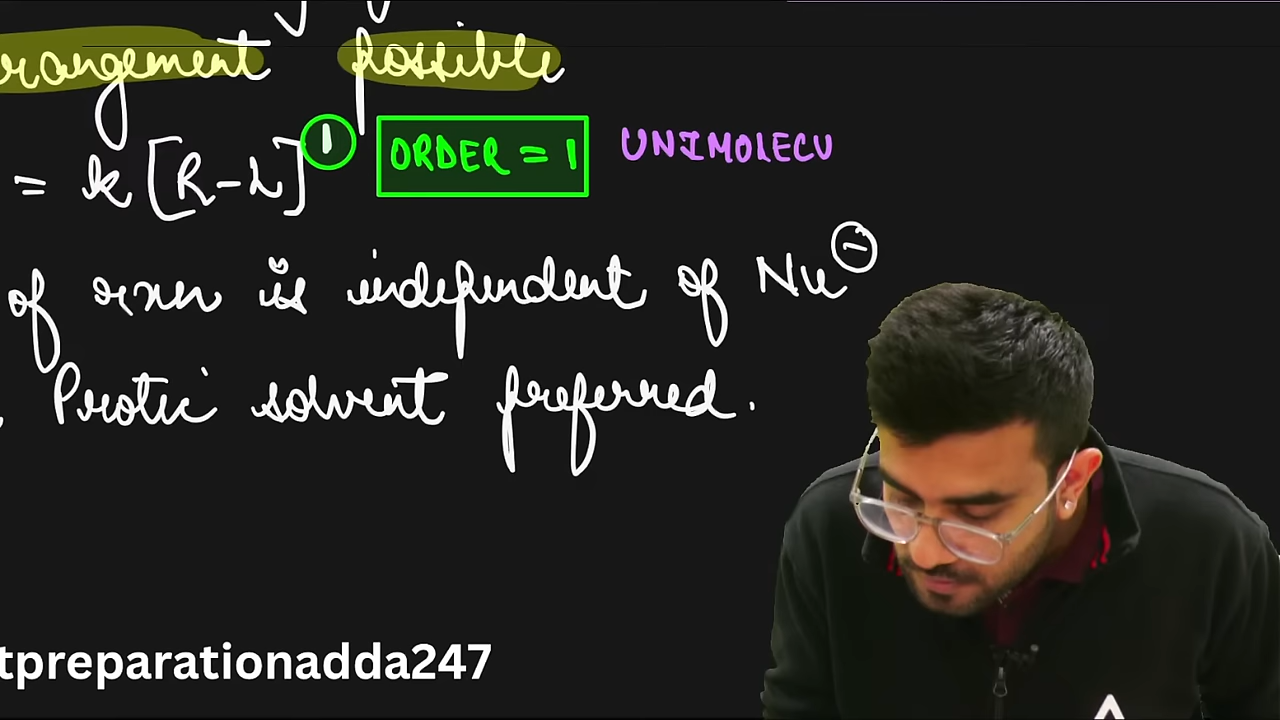 rangement possible
= k[R-L]① ORDER = 1 UNIMOLECU
of rxn is independent of Nu⊖
Protic solvent preferred.
tpreparationadda247